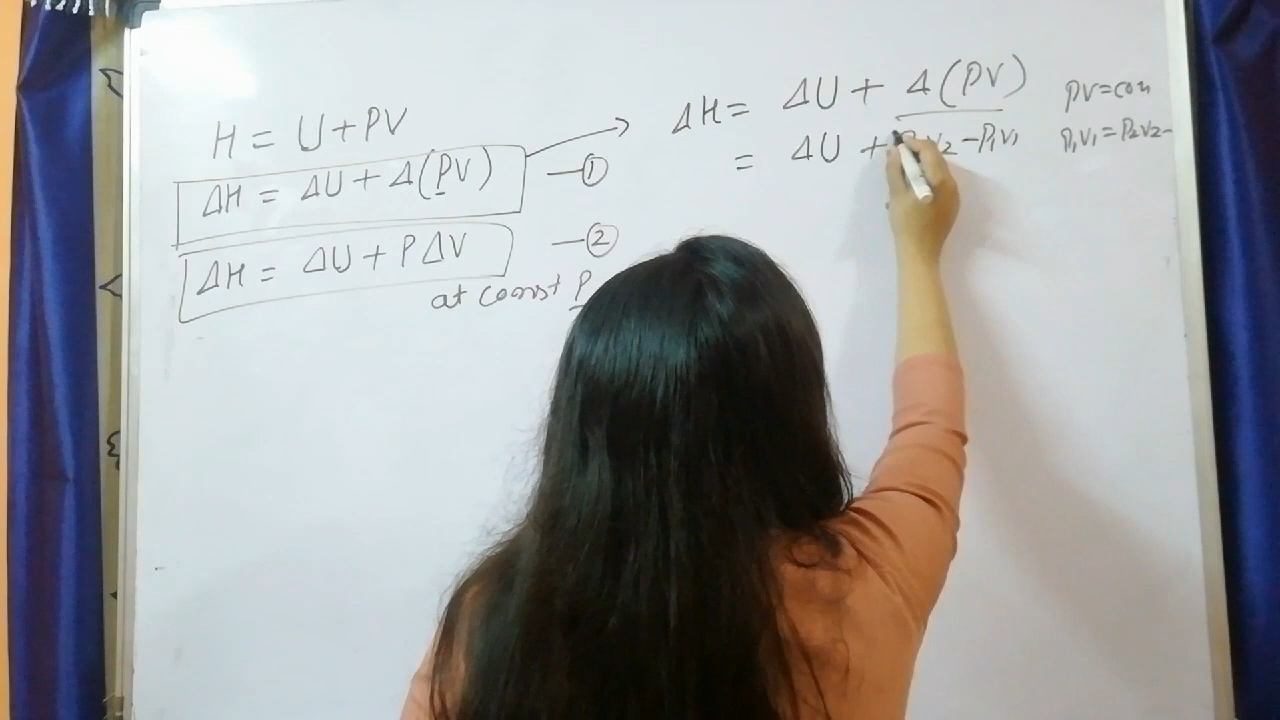 H = U + PV
ΔH = ΔU + Δ(PV) —①
ΔH = ΔU + PΔV —②
at const P
ΔH = ΔU + Δ(PV)
= ΔU + V₂ - P₁V₁
PV = con
P₁V₁ = P₂V₂ -